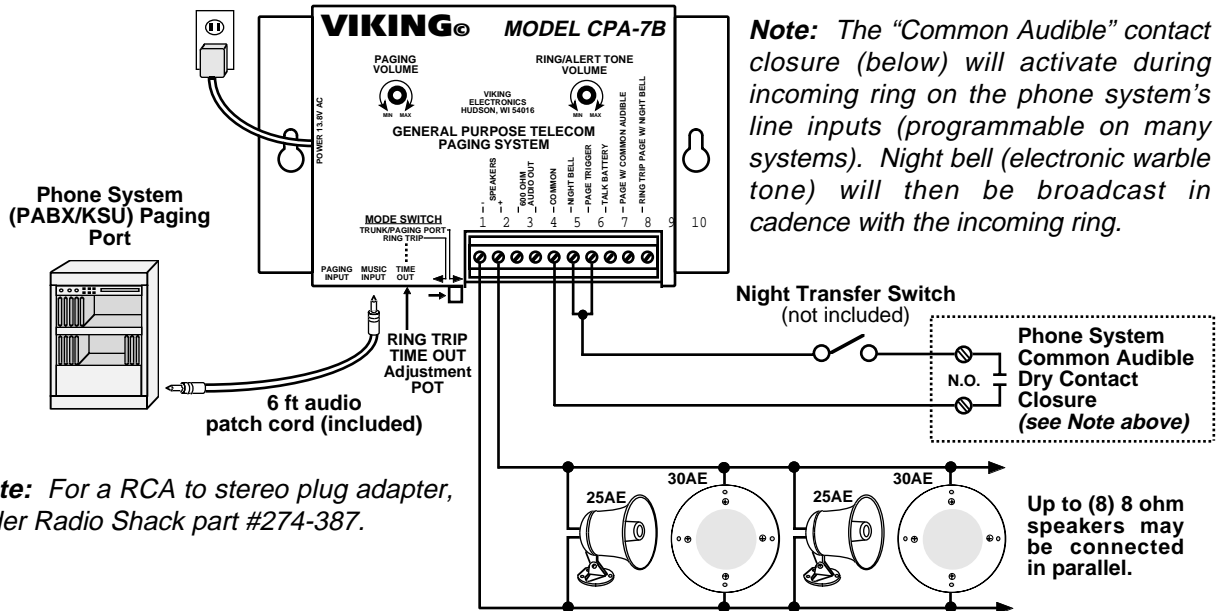 VIKING© MODEL CPA-7B
PAGING
VOLUME
MIN MAX
RING/ALERT TONE
VOLUME
MIN MAX
VIKING
ELECTRONICS
HUDSON, WI 54016
GENERAL PURPOSE TELECOM
PAGING SYSTEM
POWER 13.8V AC
- SPEAKERS +
600 OHM
AUDIO OUT
COMMON
NIGHT BELL
PAGE TRIGGER
TALK BATTERY
PAGE W/ COMMON AUDIBLE
RING TRIP PAGE W/ NIGHT BELL
1 2 3 4 5 6 7 8 9 10
MODE SWITCH
TRUNK/PAGING PORT
RING TRIP
PAGING
INPUT
MUSIC
INPUT
TIME
OUT
Note: The “Common Audible” contact
closure (below) will activate during
incoming ring on the phone system’s
line inputs (programmable on many
systems). Night bell (electronic warble
tone) will then be broadcast in
cadence with the incoming ring.
Phone System
(PABX/KSU) Paging
Port
RING TRIP
TIME OUT
Adjustment
POT
6 ft audio
patch cord (included)
Night Transfer Switch
(not included)
N.O.
Phone System
Common Audible
Dry Contact
Closure
(see Note above)
te: For a RCA to stereo plug adapter,
der Radio Shack part #274-387.
25AE
30AE
25AE
30AE
Up to (8) 8 ohm
speakers may
be connected
in parallel.